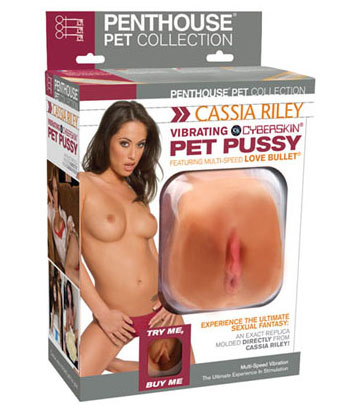 PENTHOUSE®
PET COLLECTION
PENTHOUSE PET COLLECTION
CASSIA RILEY
VIBRATING CS CYBERSKIN®
PET PUSSY
FEATURING MULTI-SPEED LOVE BULLET®
EXPERIENCE THE ULTIMATE
SEXUAL FANTASY:
AN EXACT REPLICA
MOLDED DIRECTLY FROM
CASSIA RILEY!
TRY ME,
BUY ME
Multi-Speed Vibration
The Ultimate Experience In Stimulation